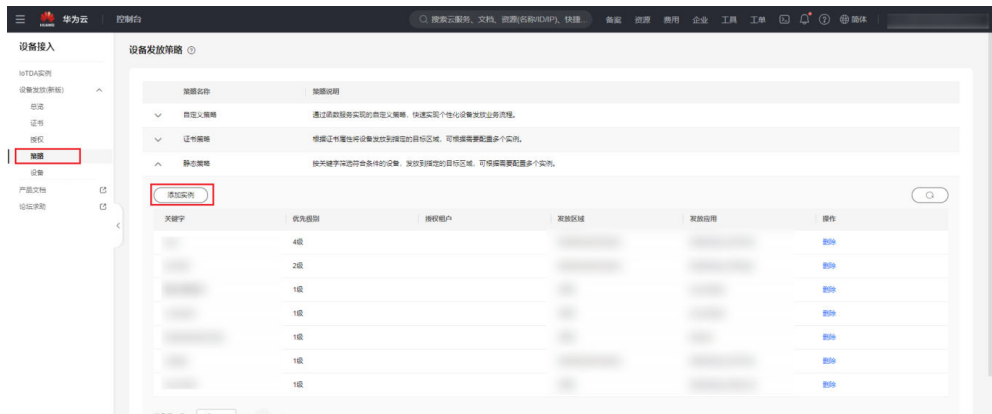 HUAWEI 华为云 控制台 搜索云服务、文档、资源(名称/ID/IP)、快捷... 备案 资源 费用 企业 工具 工单 简体
设备接入
设备发放策略
IoTDA实例
设备发放(新版)
总览
证书
授权
策略
设备
产品文档
论坛求助
策略名称 策略说明
自定义策略 通过函数服务实现的自定义策略，快速实现个性化设备发放业务流程。
证书策略 根据证书属性将设备发放到指定的目标区域，可根据需要配置多个实例。
静态策略 按关键字筛选符合条件的设备，发放到指定的目标区域，可根据需要配置多个实例。
添加实例
关键字 优先级别 授权租户 发放区域 发放应用 操作
4级 删除
2级 删除
1级 删除
1级 删除
1级 删除
1级 删除
1级 删除